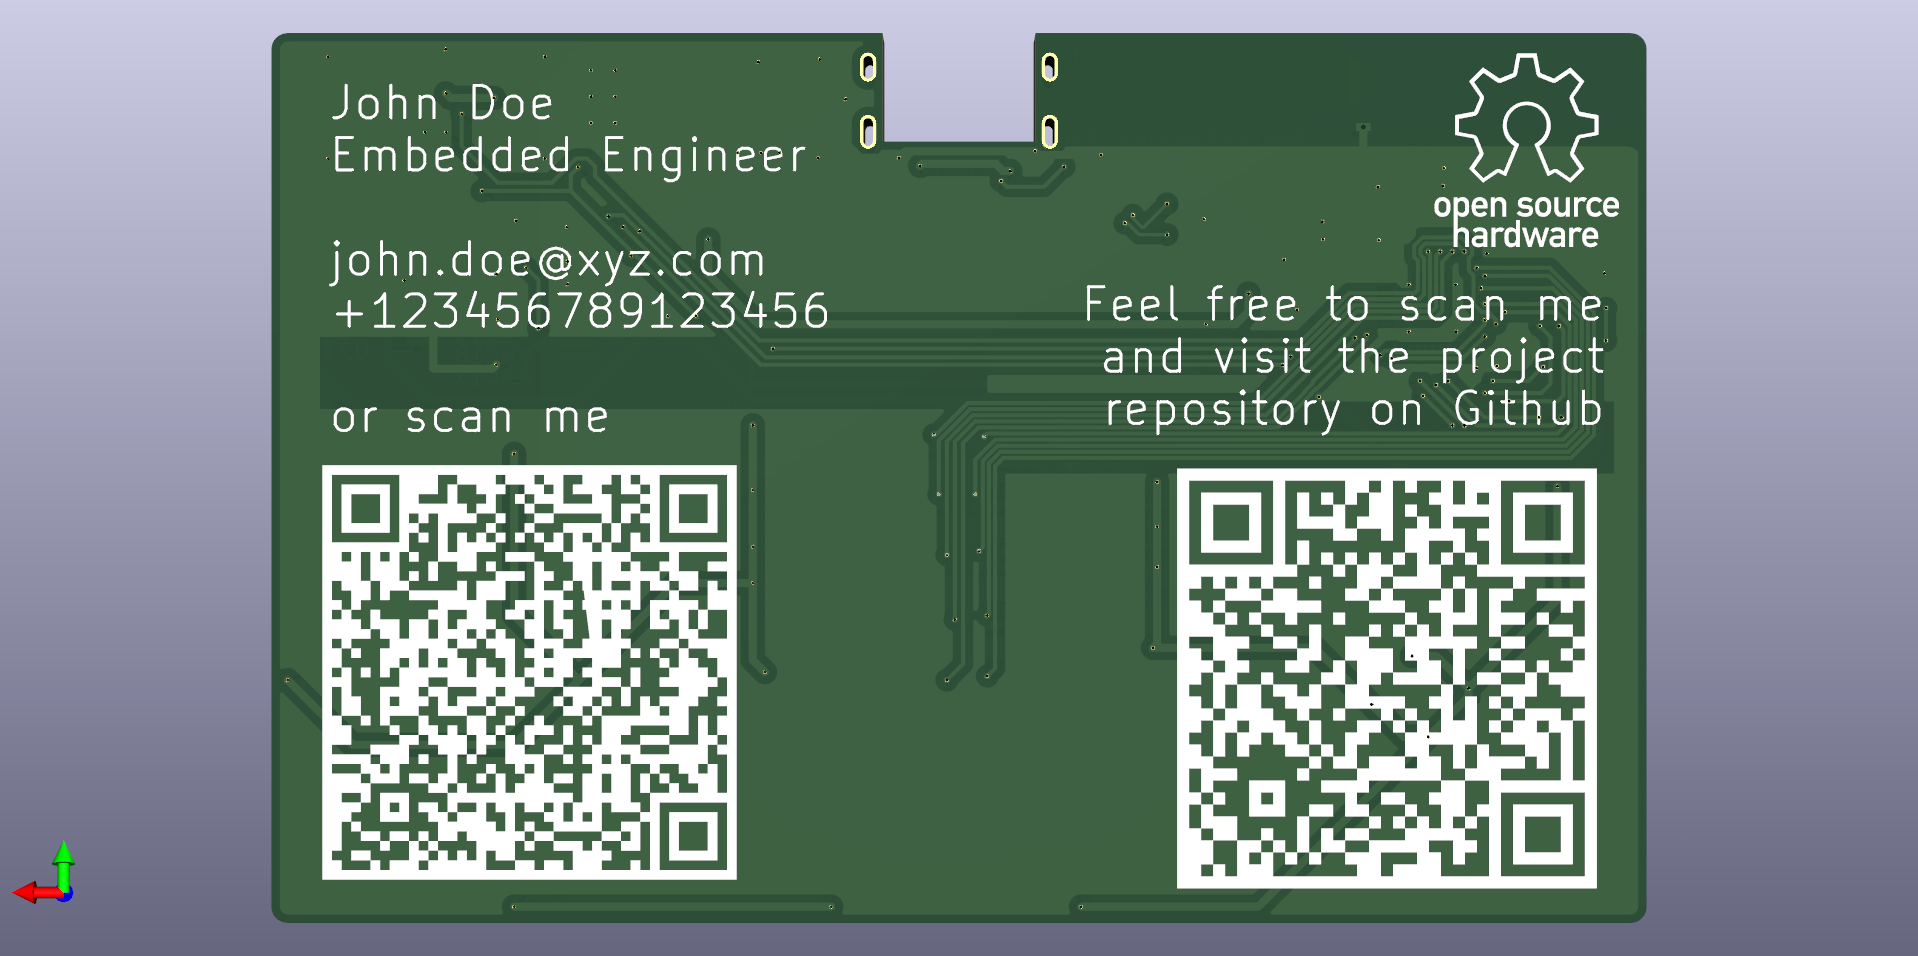 John Doe
Embedded Engineer
john.doe@xyz.com
+123456789123456
or scan me
open source
hardware
Feel free to scan me
and visit the project
repository on Github